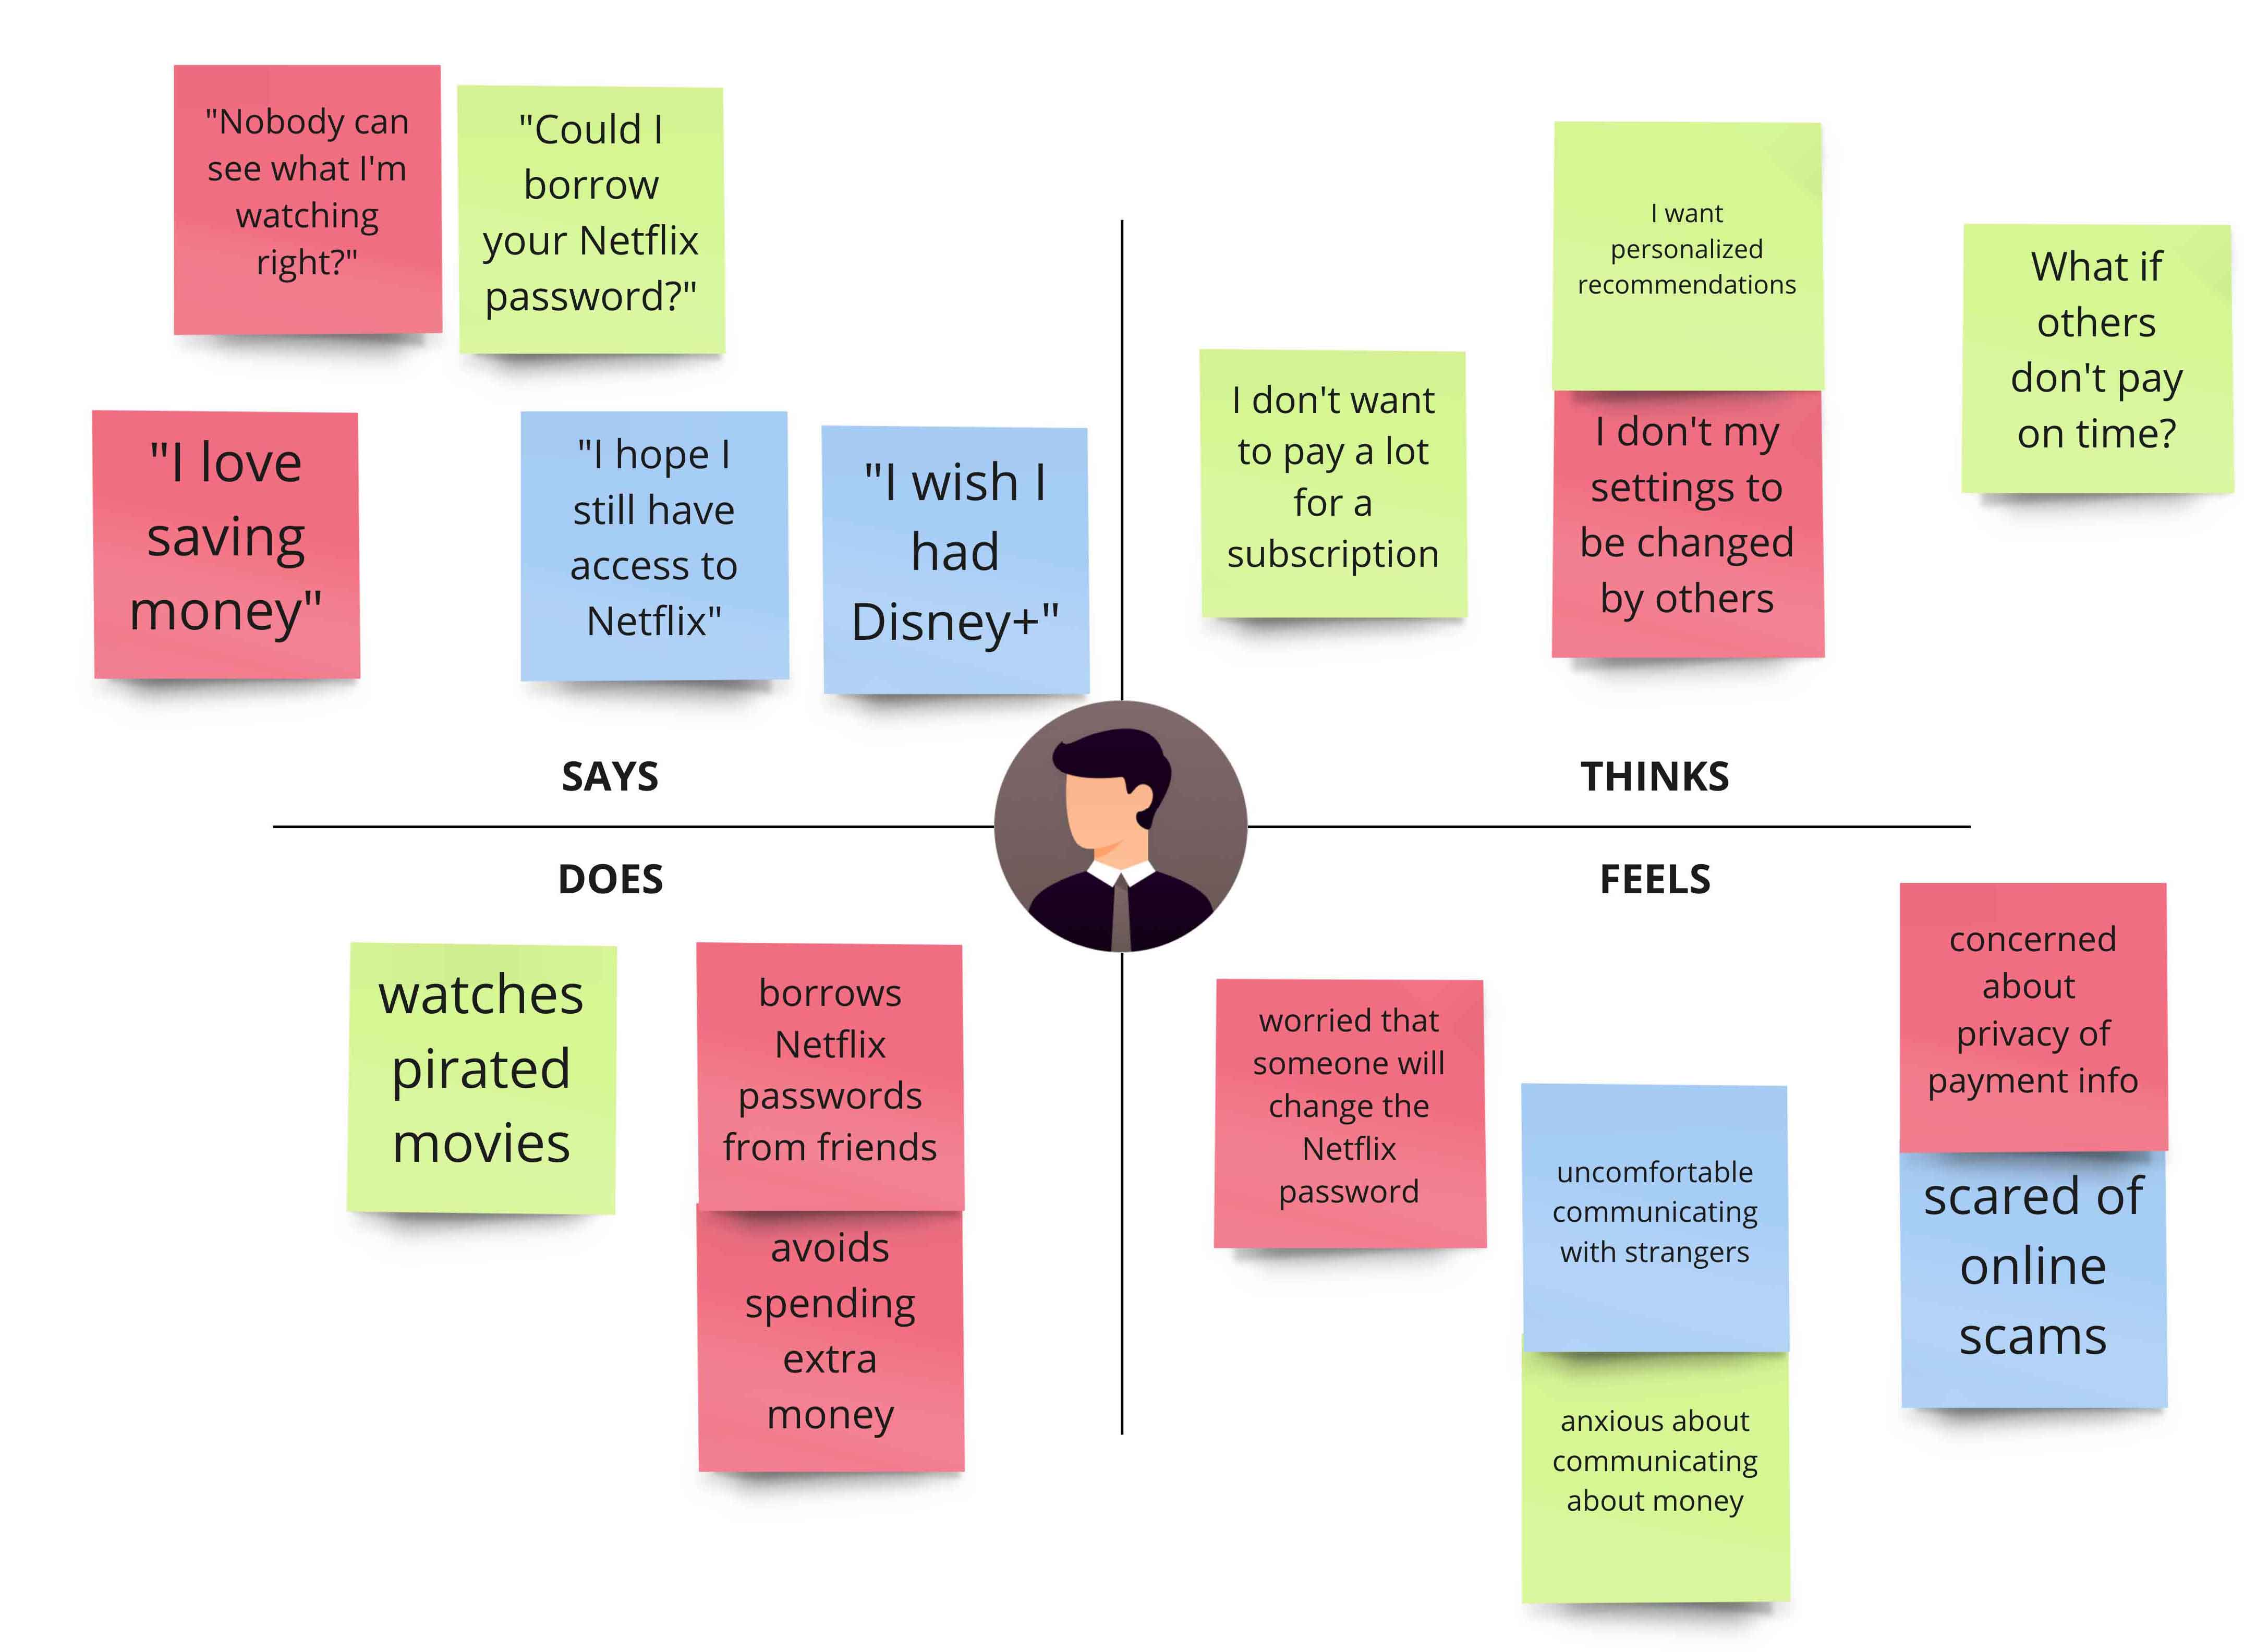 "Nobody can
see what I'm
watching
right?"
"Could I
borrow
your Netflix
password?"
"I love
saving
money"
"I hope I
still have
access to
Netflix"
"I wish I
had
Disney+"
SAYS
I want
personalized
recommendations
What if
others
don't pay
on time?
I don't want
to pay a lot
for a
subscription
I don't my
settings to
be changed
by others
THINKS
DOES
watches
pirated
movies
borrows
Netflix
passwords
from friends
avoids
spending
extra
money
FEELS
concerned
about
privacy of
payment info
worried that
someone will
change the
Netflix
password
uncomfortable
communicating
with strangers
scared of
online
scams
anxious about
communicating
about money